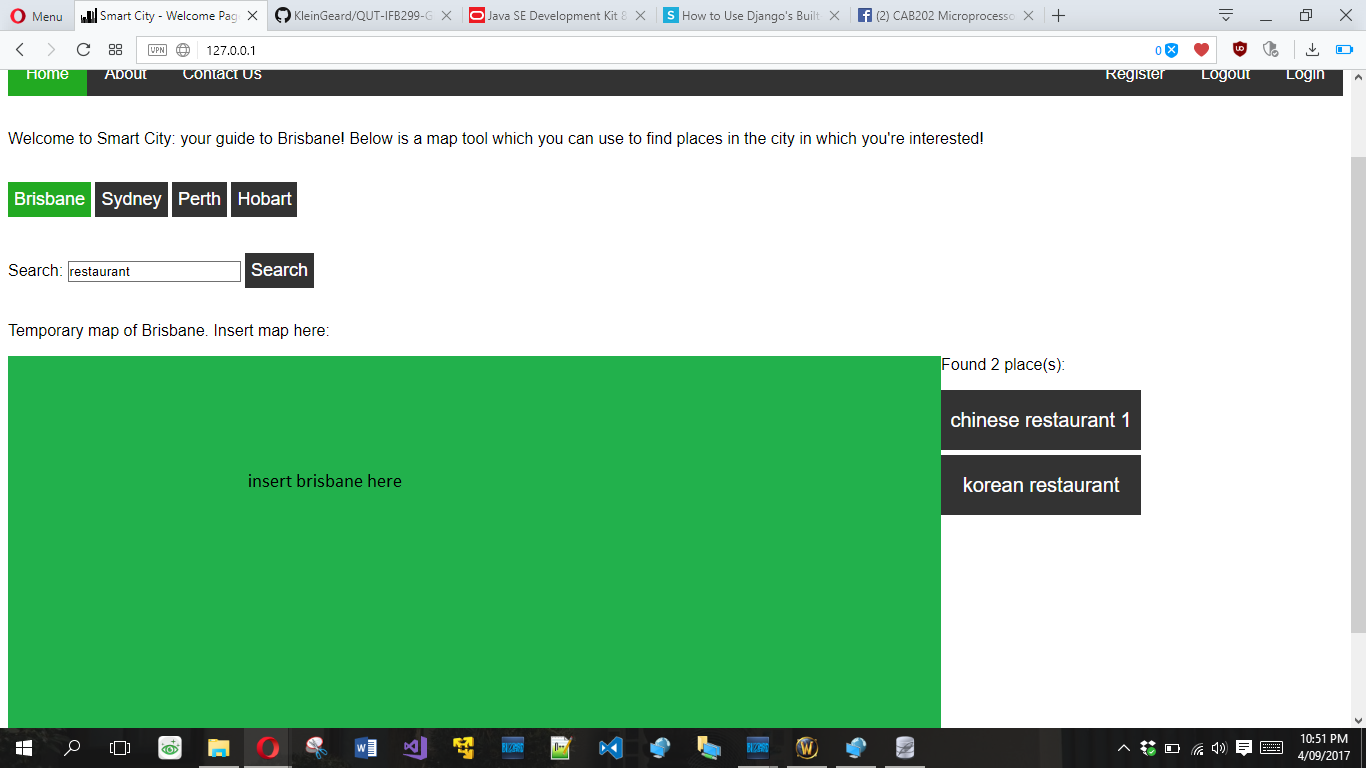 Menu
Smart City - Welcome Pag
KleinGeard/QUT-IFB299-G
Java SE Development Kit 8
How to Use Django's Built
(2) CAB202 Microprocesso
VPN
127.0.0.1
0
Home About Contact Us Register Logout Login
Welcome to Smart City: your guide to Brisbane! Below is a map tool which you can use to find places in the city in which you're interested!
Brisbane Sydney Perth Hobart
Search: restaurant Search
Temporary map of Brisbane. Insert map here:
insert brisbane here
Found 2 place(s):
chinese restaurant 1
korean restaurant
10:51 PM
4/09/2017